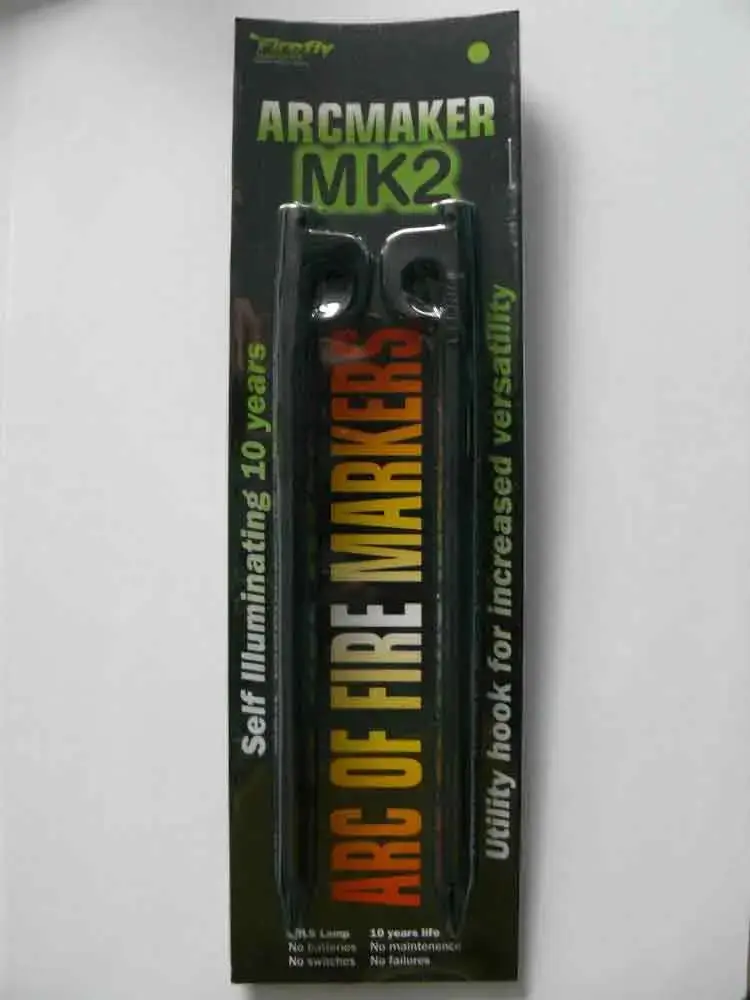 Firefly
ARCMAKER
MK2
Self Illuminating 10 years
ARC OF FIRE MARKERS
Utility hook for increased versatility
Lamp
No batteries
No switches
10 years life
No maintenence
No failures